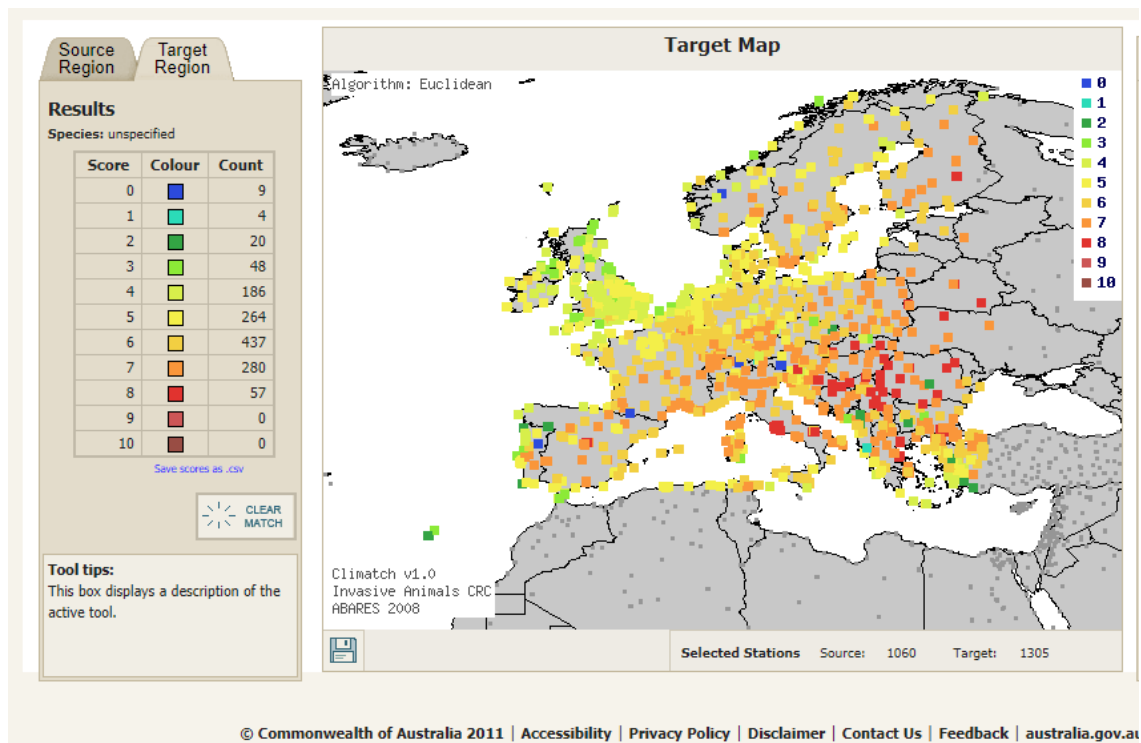 Source Region
Target Region
Results
Species: unspecified
Score Colour Count
0 9
1 4
2 20
3 48
4 186
5 264
6 437
7 280
8 57
9 0
10 0
Save scores as .csv
CLEAR
MATCH
Tool tips:
This box displays a description of the
active tool.
Target Map
Algorithm: Euclidean
0
1
2
3
4
5
6
7
8
9
10
Climatch v1.0
Invasive Animals CRC
ABARES 2008
Selected Stations Source: 1060 Target: 1305
© Commonwealth of Australia 2011 | Accessibility | Privacy Policy | Disclaimer | Contact Us | Feedback | australia.gov.au